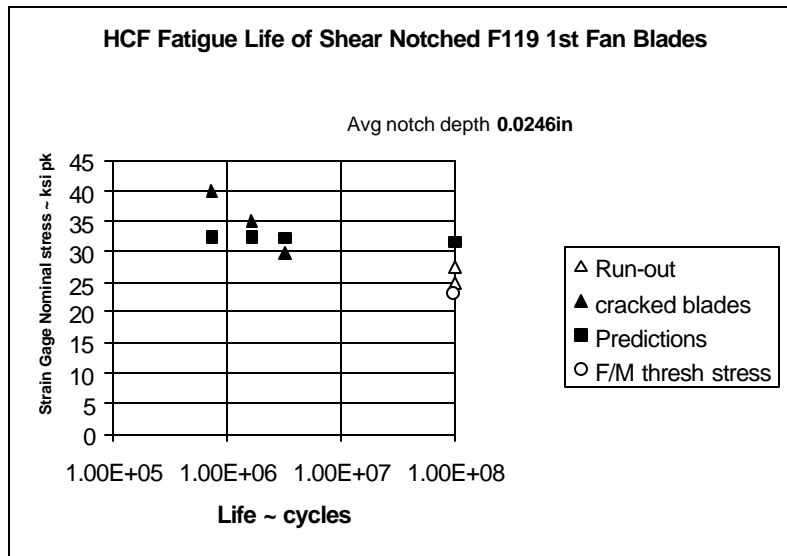 HCF Fatigue Life of Shear Notched F119 1st Fan Blades
Avg notch depth 0.0246in
Strain Gage Nominal stress ~ ksi pk
45
40
35
30
25
20
15
10
5
0
1.00E+05 1.00E+06 1.00E+07 1.00E+08
Life ~ cycles
Run-out
cracked blades
Predictions
F/M thresh stress